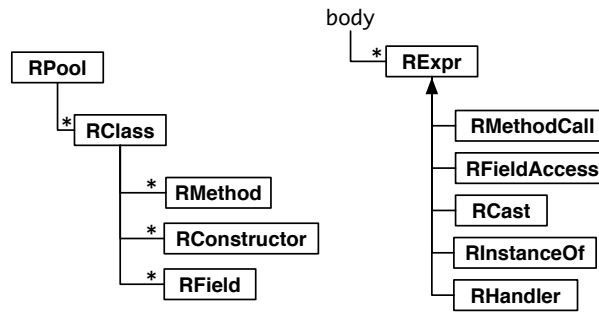 RPool
* RClass
* RMethod
* RConstructor
* RField
body
* RExpr
RMethodCall
RFieldAccess
RCast
RInstanceOf
RHandler